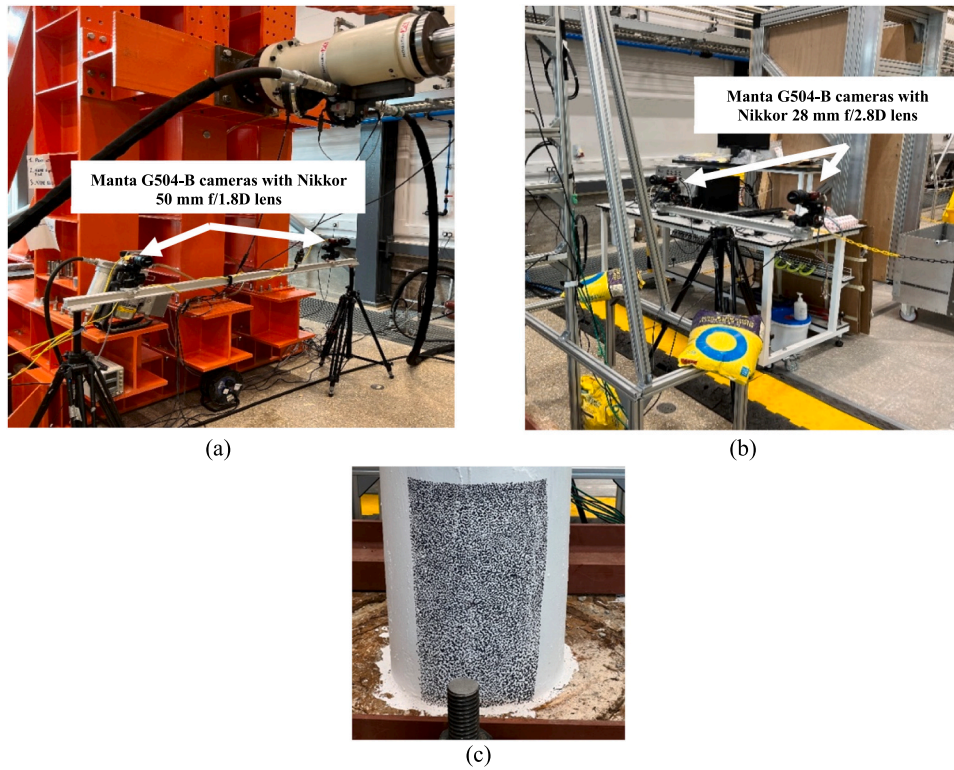 Manta G504-B cameras with Nikkor
50 mm f/1.8D lens
Manta G504-B cameras with
Nikkor 28 mm f/2.8D lens
(a)
(b)
(c)